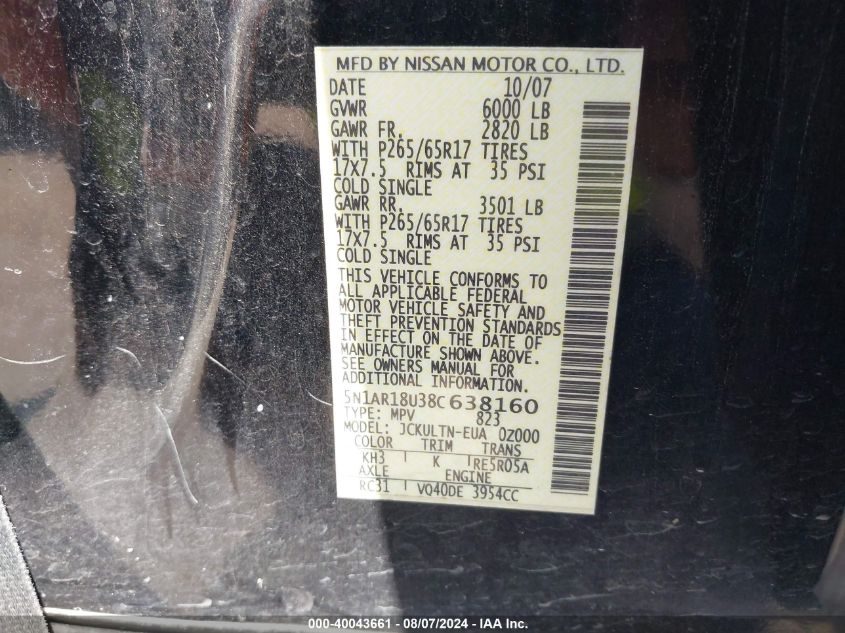 MFD BY NISSAN MOTOR CO., LTD.
DATE 10/07
GVWR 6000 LB
GAWR FR. 2820 LB
WITH P265/65R17 TIRES
17X7.5 RIMS AT 35 PSI
COLD SINGLE
GAWR RR. 3501 LB
WITH P265/65R17 TIRES
17X7.5 RIMS AT 35 PSI
COLD SINGLE
THIS VEHICLE CONFORMS TO
ALL APPLICABLE FEDERAL
MOTOR VEHICLE SAFETY AND
THEFT PREVENTION STANDARDS
IN EFFECT ON THE DATE OF
MANUFACTURE SHOWN ABOVE.
SEE OWNERS MANUAL FOR
ADDITIONAL INFORMATION.
5N1AR18U38C638160
TYPE: MPV 823
MODEL: JCKULTN-EUA 0Z000
COLOR TRIM TRANS
KH3 K RE5R05A
AXLE ENGINE
RC31 VQ40DE 3954CC
000-40043661 - 08/07/2024 - IAA Inc.